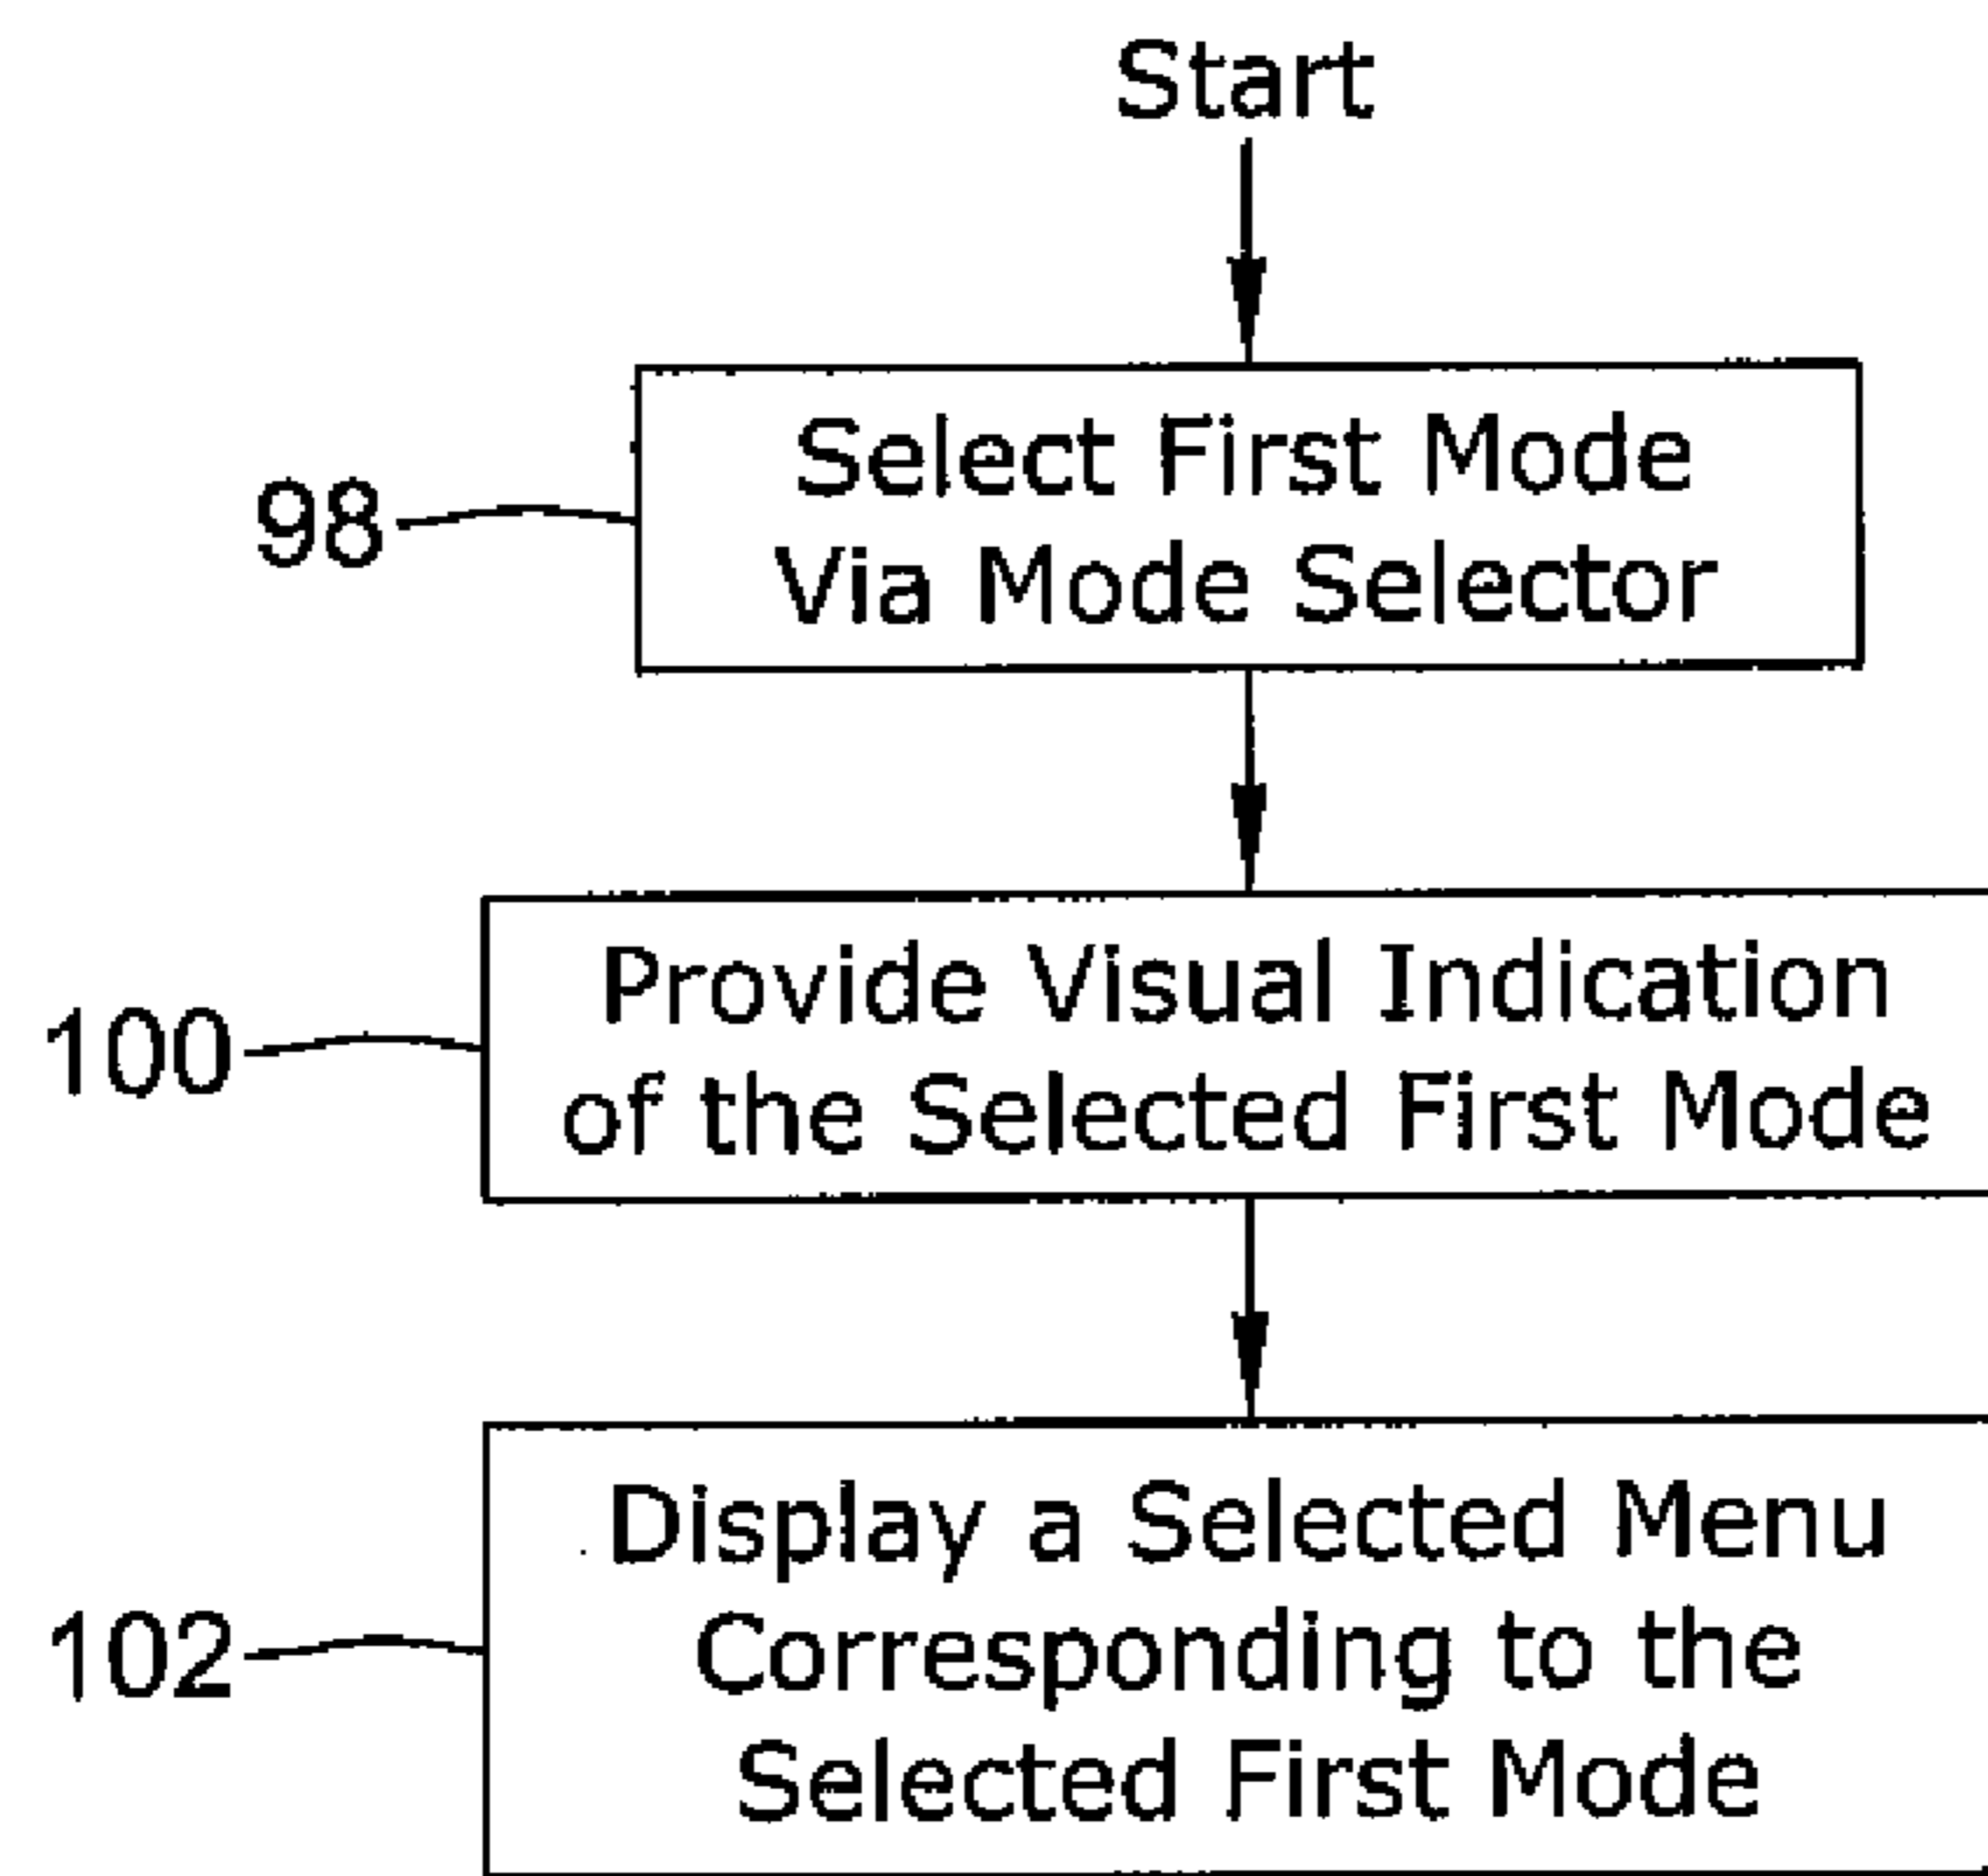 Start
98
Select First Mode
Via Mode Selector
100
Provide Visual Indication
of the Selected First Mode
102
Display a Selected Menu
Corresponding to the
Selected First Mode